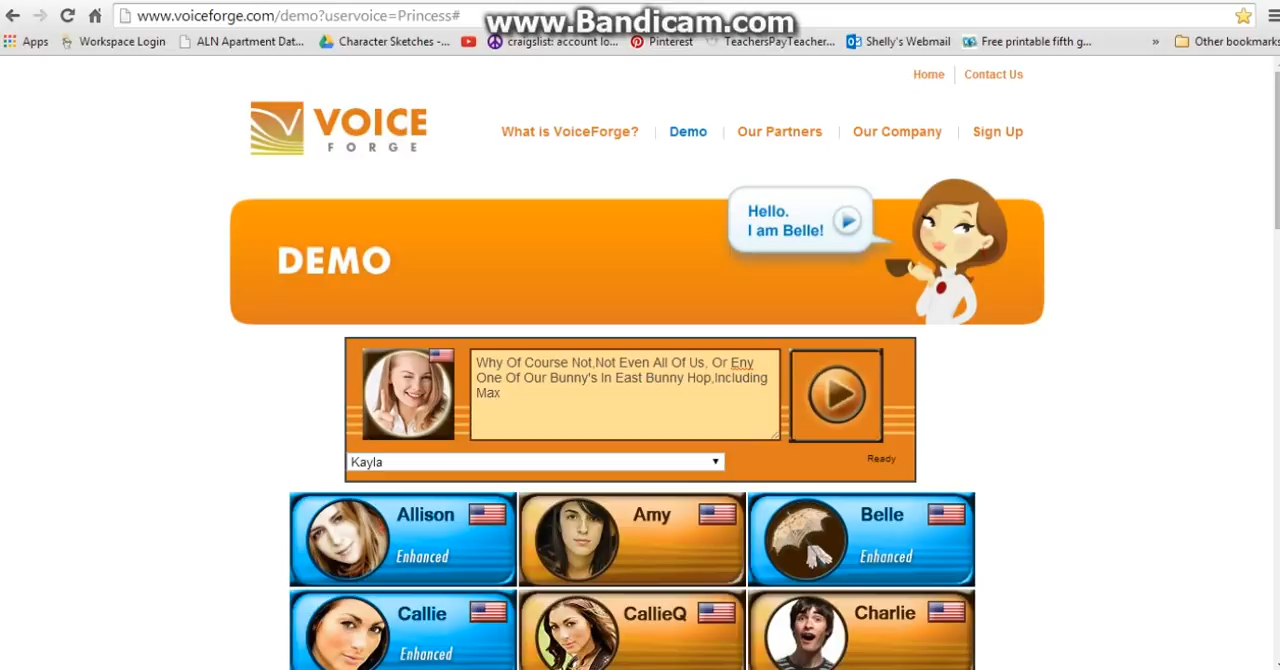 www.voiceforge.com/demo?uservoice=Princess#
www.Bandicam.com
Apps Workspace Login ALN Apartment Dat... Character Sketches -... craigslist: account lo... Pinterest TeachersPayTeacher... Shelly's Webmail Free printable fifth g... » Other bookmarks
Home Contact Us
VOICE
FORGE
What is VoiceForge? Demo Our Partners Our Company Sign Up
Hello.
I am Belle!
DEMO
Why Of Course Not,Not Even All Of Us, Or Eny
One Of Our Bunny's In East Bunny Hop,Including
Max
Kayla
Ready
Allison Amy Belle
Enhanced Enhanced
Callie CallieQ Charlie
Enhanced